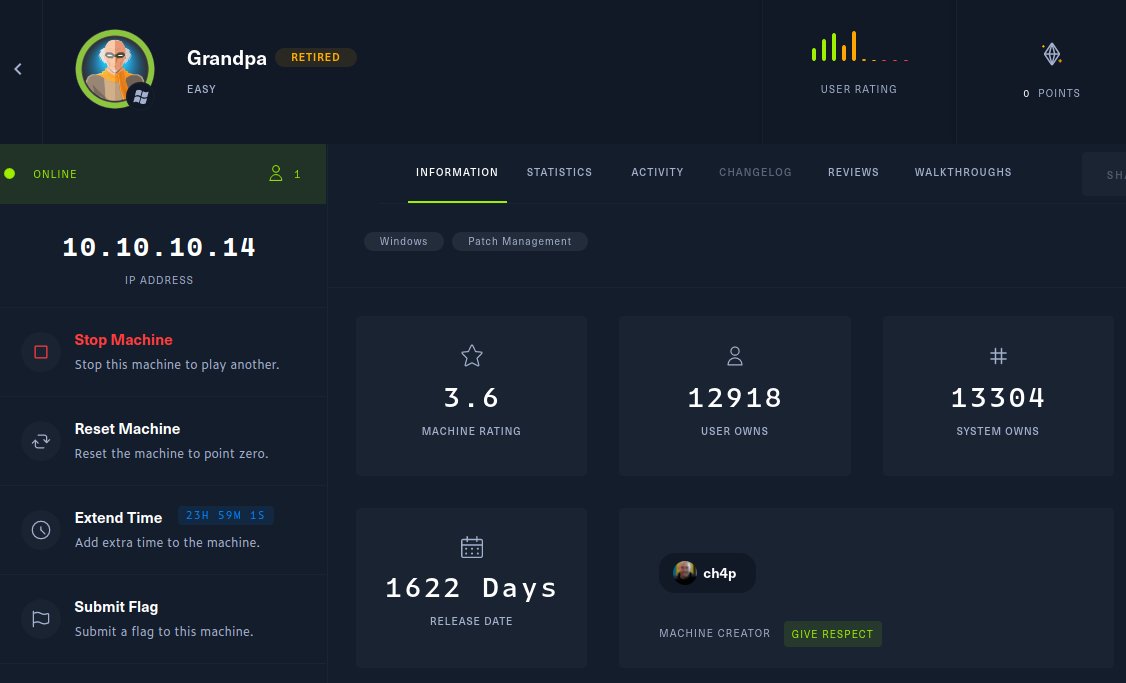 Grandpa RETIRED
EASY
USER RATING
0 POINTS
ONLINE 1
INFORMATION STATISTICS ACTIVITY CHANGELOG REVIEWS WALKTHROUGHS
10.10.10.14
IP ADDRESS
Windows Patch Management
Stop Machine
Stop this machine to play another.
Reset Machine
Reset the machine to point zero.
Extend Time 23H 59M 1S
Add extra time to the machine.
Submit Flag
Submit a flag to this machine.
3.6
MACHINE RATING
12918
USER OWNS
13304
SYSTEM OWNS
1622 Days
RELEASE DATE
ch4p
MACHINE CREATOR GIVE RESPECT